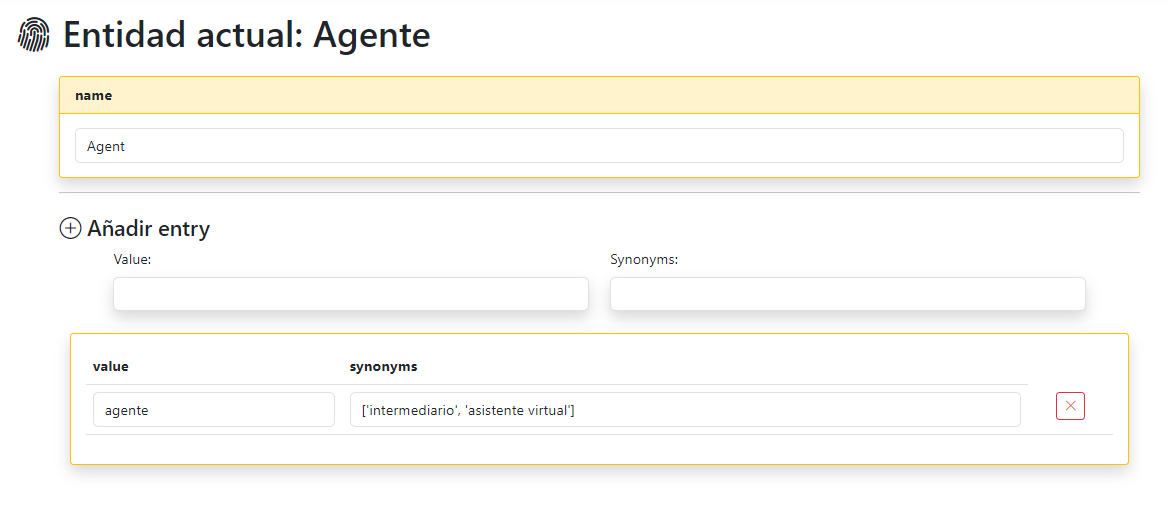 Entidad actual: Agente
name
Agent
Añadir entry
Value: Synonyms:
value synonyms
agente ['intermediario', 'asistente virtual']